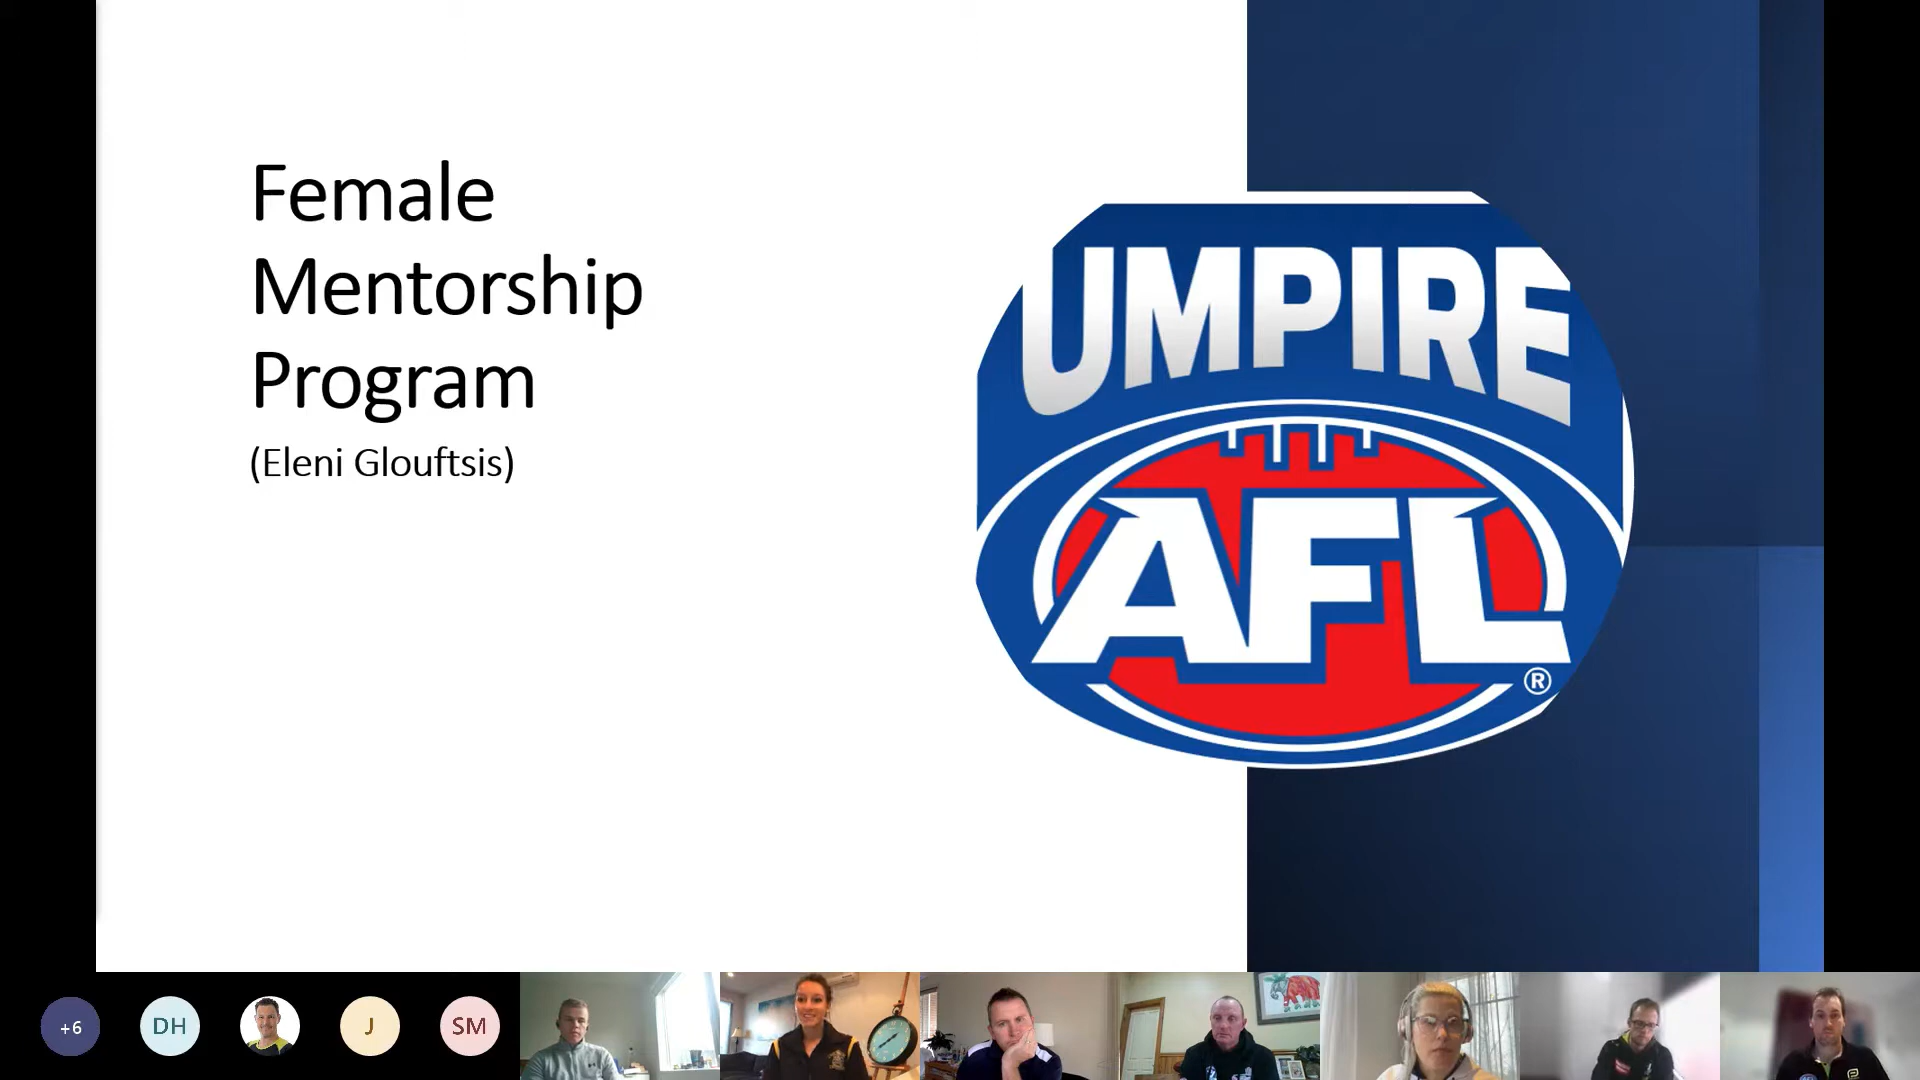 Female
Mentorship
Program
(Eleni Glouftsis)
UMPIRE
AFL
®
+6
DH
J
SM